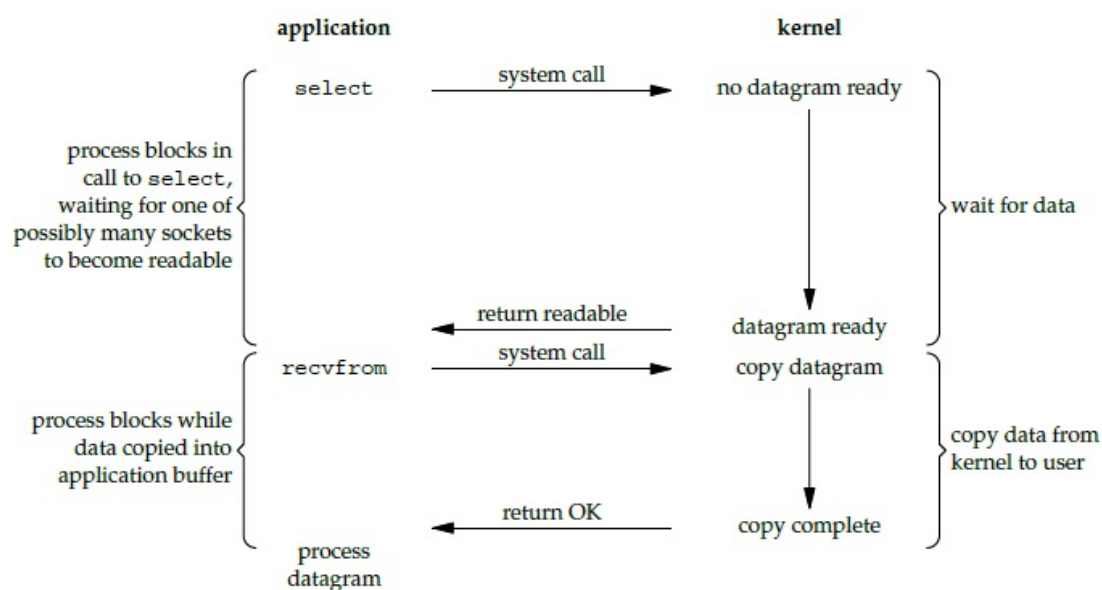 application
kernel
select
system call
no datagram ready
process blocks in
call to select,
waiting for one of
possibly many sockets
to become readable
wait for data
return readable
datagram ready
recvfrom
system call
copy datagram
process blocks while
data copied into
application buffer
copy data from
kernel to user
return OK
copy complete
process
datagram